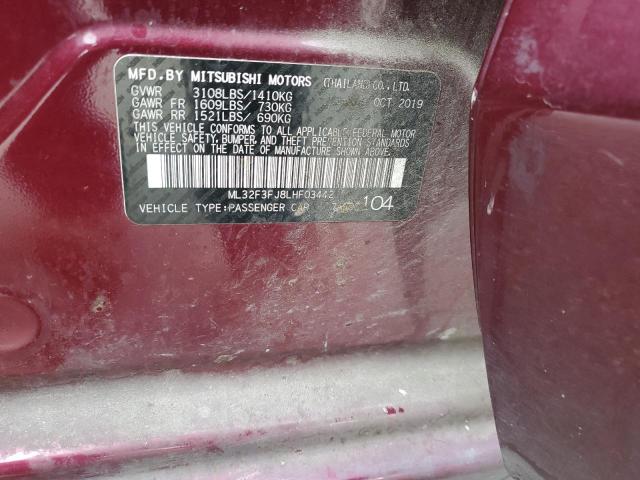 MFD.BY MITSUBISHI MOTORS (THAILAND) CO., LTD.
GVWR 3108LBS/1410KG OCT 2019
GAWR FR 1609LBS/ 730KG
GAWR RR 1521LBS/ 690KG
THIS VEHICLE CONFORMS TO ALL APPLICABLE FEDERAL MOTOR
VEHICLE SAFETY, BUMPER, AND THEFT PREVENTION STANDARDS
IN EFFECT ON THE DATE OF MANUFACTURE SHOWN ABOVE.
ML32F3FJ8LHF03442
VEHICLE TYPE:PASSENGER CAR 104